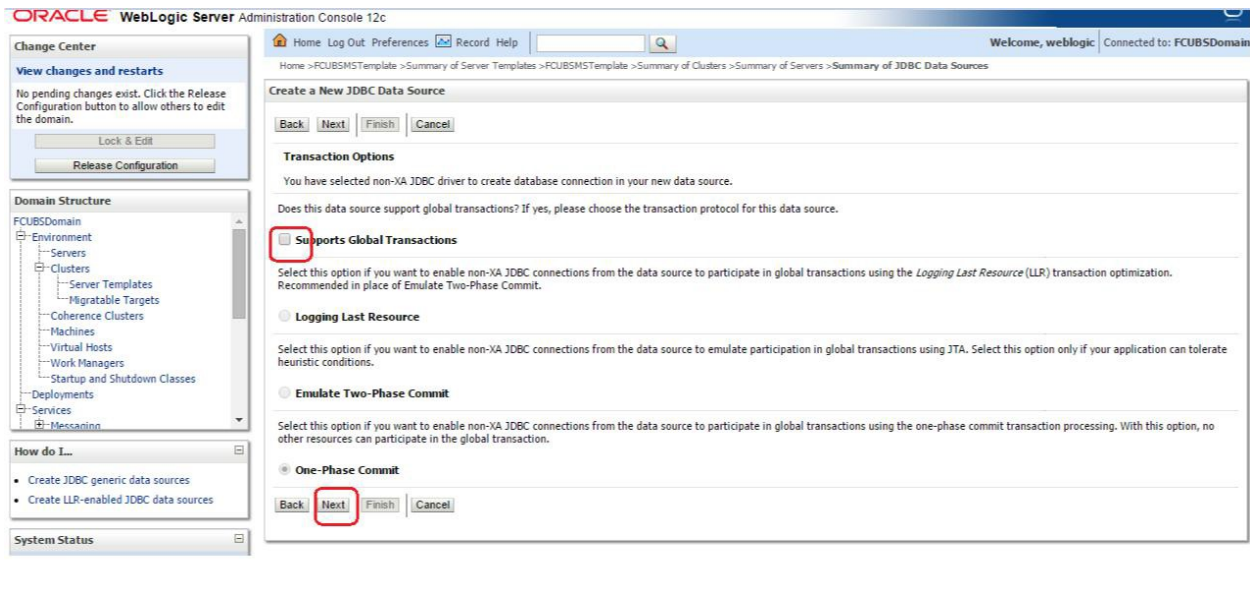 ORACLE WebLogic Server Administration Console 12c
Change Center
View changes and restarts
No pending changes exist. Click the Release
Configuration button to allow others to edit
the domain.
Lock & Edit
Release Configuration
Domain Structure
FCUBSDomain
Environment
Servers
Clusters
Server Templates
Migratable Targets
Coherence Clusters
Machines
Virtual Hosts
Work Managers
Startup and Shutdown Classes
Deployments
Services
Messaging
How do I...
Create JDBC generic data sources
Create LLR-enabled JDBC data sources
System Status
Home Log Out Preferences Record Help
Welcome, weblogic Connected to: FCUBSDomain
Home >FCUBSMSTemplate >Summary of Server Templates >FCUBSMSTemplate >Summary of Clusters >Summary of Servers >Summary of JDBC Data Sources
Create a New JDBC Data Source
Back Next Finish Cancel
Transaction Options
You have selected non-XA JDBC driver to create database connection in your new data source.
Does this data source support global transactions? If yes, please choose the transaction protocol for this data source.
Supports Global Transactions
Select this option if you want to enable non-XA JDBC connections from the data source to participate in global transactions using the Logging Last Resource (LLR) transaction optimization.
Recommended in place of Emulate Two-Phase Commit.
Logging Last Resource
Select this option if you want to enable non-XA JDBC connections from the data source to emulate participation in global transactions using JTA. Select this option only if your application can tolerate
heuristic conditions.
Emulate Two-Phase Commit
Select this option if you want to enable non-XA JDBC connections from the data source to participate in global transactions using the one-phase commit transaction processing. With this option, no
other resources can participate in the global transaction.
One-Phase Commit
Back Next Finish Cancel